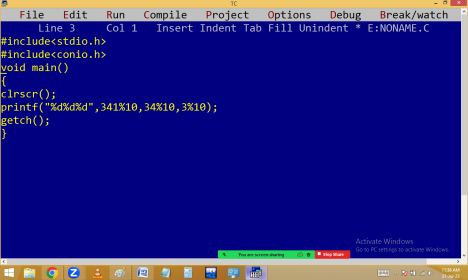 TC
File Edit Run Compile Project Options Debug Break/watch
Line 3 Col 1 Insert Indent Tab Fill Unindent * E:NONAME.C
#include<stdio.h>
#include<conio.h>
void main()
{
clrscr();
printf("%d%d%d",341%10,34%10,3%10);
getch();
}
Activate Windows
Go to PC settings to activate Windows.
You are screen sharing Stop Share